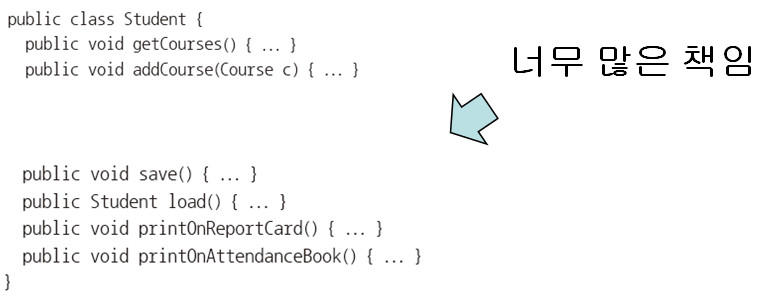 public class Student {
public void getCourses() { ... }
public void addCourse(Course c) { ... }
너무 많은 책임
public void save() { ... }
public Student load() { ... }
public void printOnReportCard() { ... }
public void printOnAttendanceBook() { ... }
}